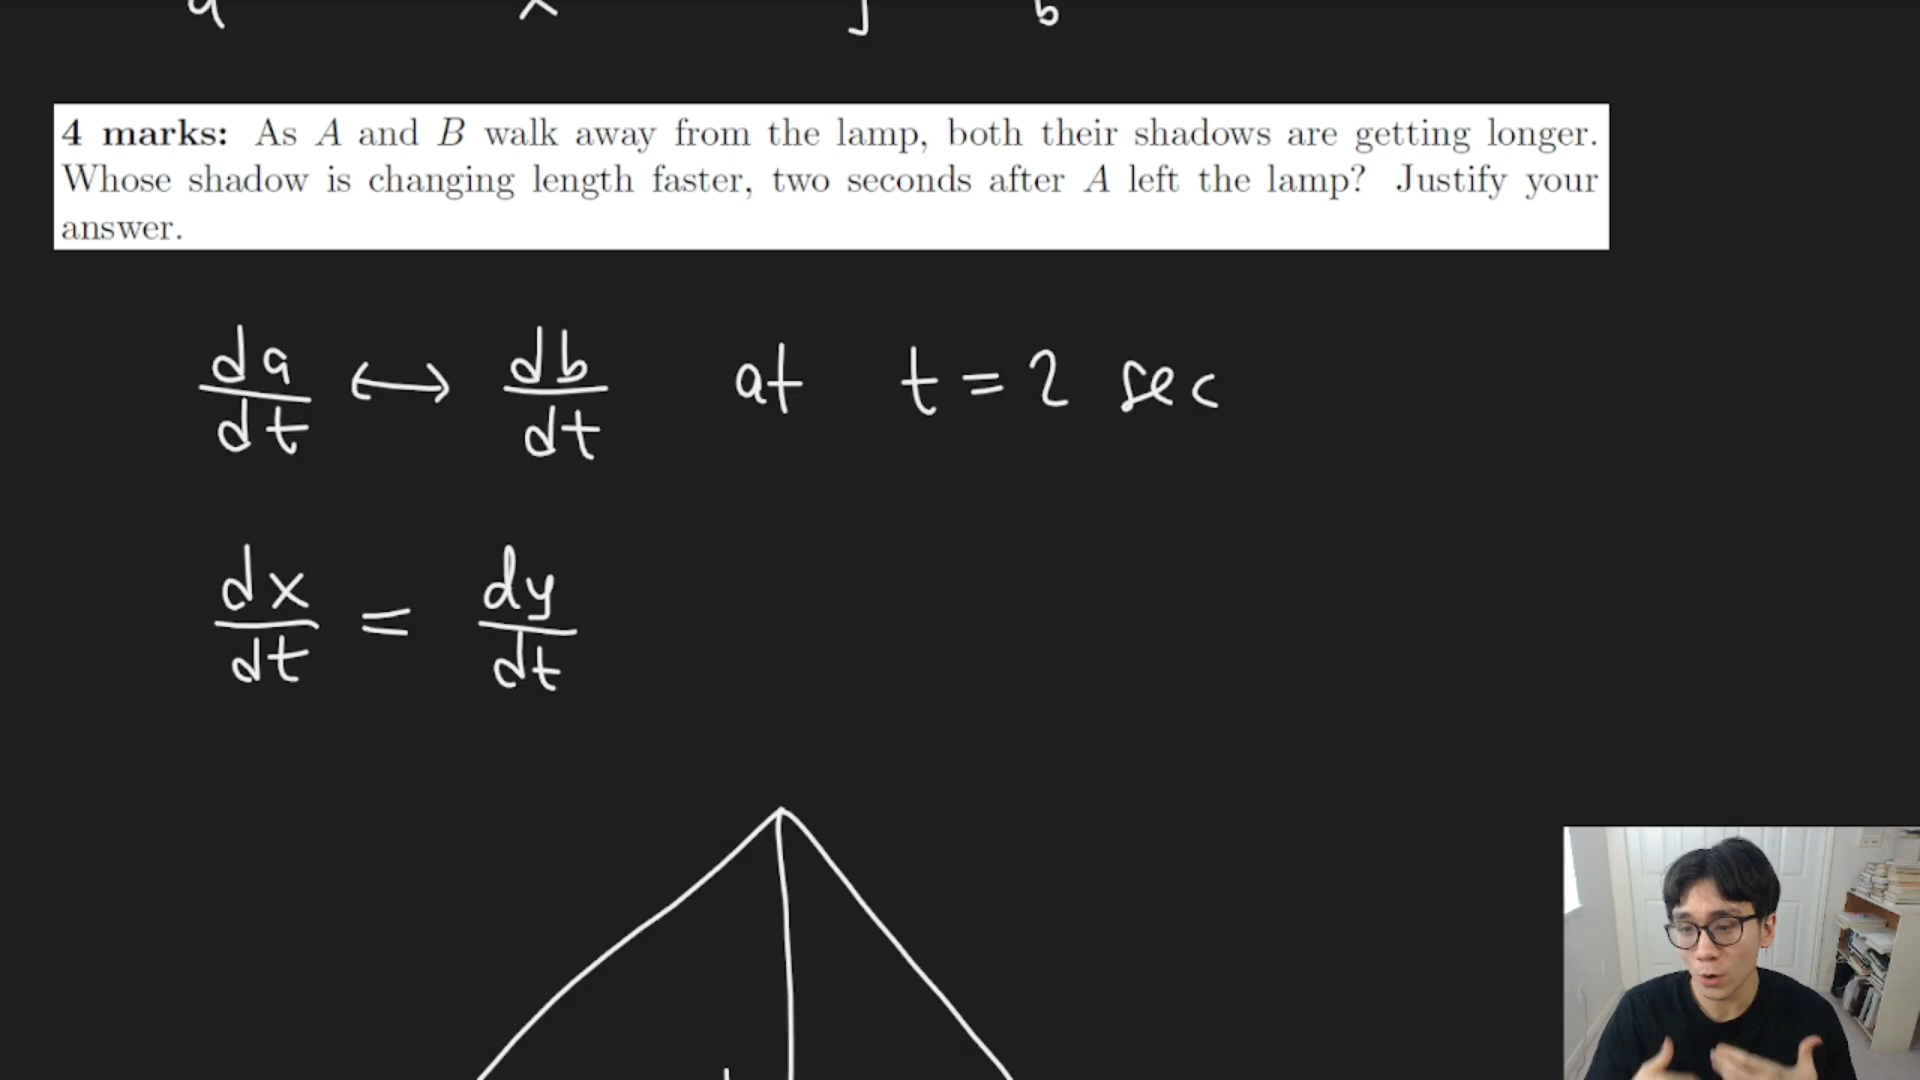 a x y b
4 marks: As A and B walk away from the lamp, both their shadows are getting longer.
Whose shadow is changing length faster, two seconds after A left the lamp? Justify your
answer.
da/dt ↔ db/dt at t = 2 sec
dx/dt = dy/dt